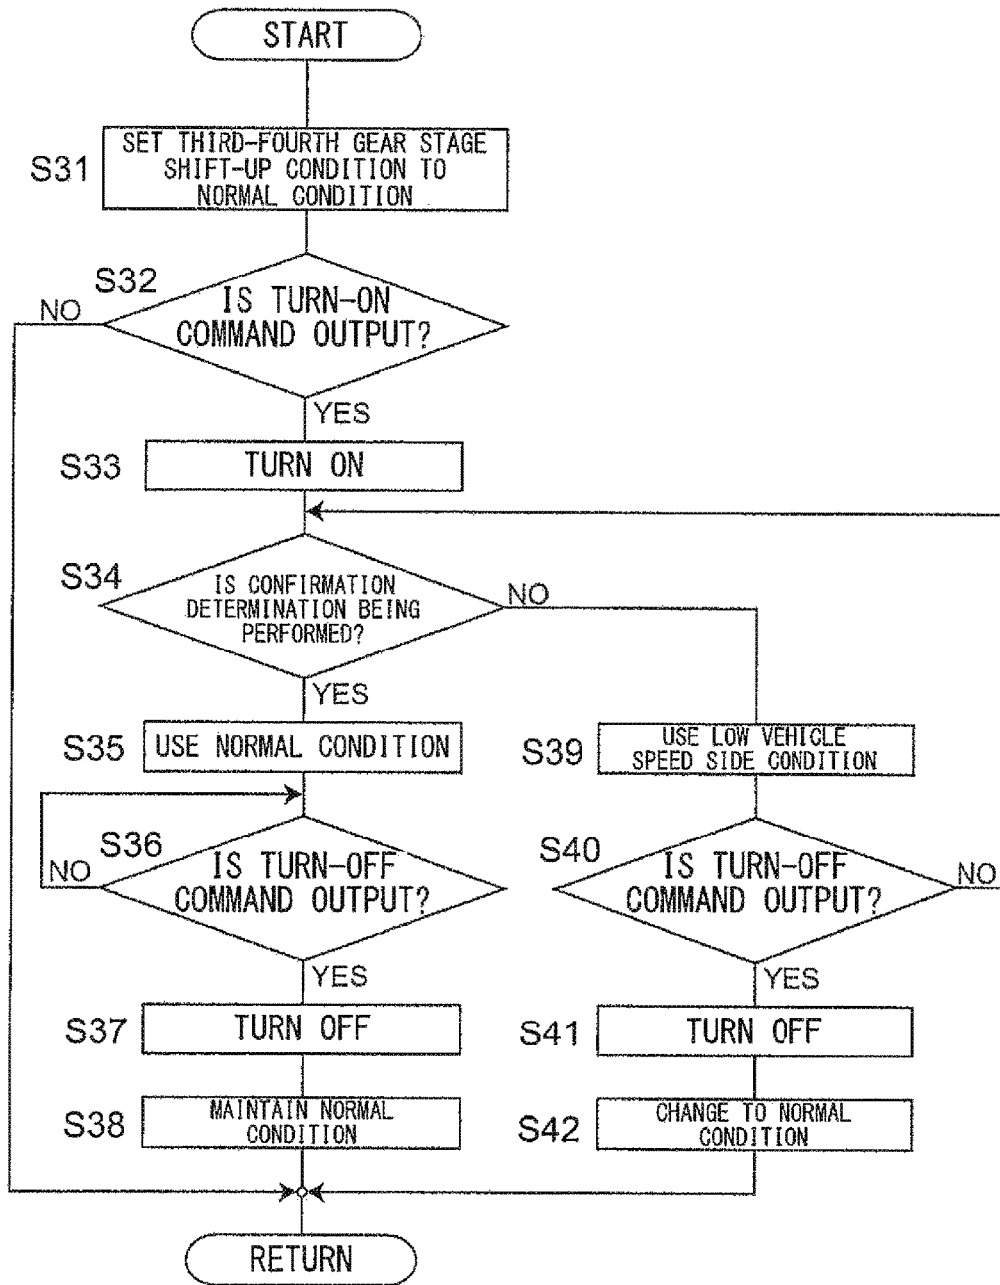 START
S31
SET THIRD-FOURTH GEAR STAGE
SHIFT-UP CONDITION TO
NORMAL CONDITION
S32
NO
IS TURN-ON
COMMAND OUTPUT?
YES
S33
TURN ON
S34
IS CONFIRMATION
DETERMINATION BEING
PERFORMED?
NO
YES
S35
USE NORMAL CONDITION
S39
USE LOW VEHICLE
SPEED SIDE CONDITION
S36
NO
IS TURN-OFF
COMMAND OUTPUT?
S40
IS TURN-OFF
COMMAND OUTPUT?
NO
YES
YES
S37
TURN OFF
S41
TURN OFF
S38
MAINTAIN NORMAL
CONDITION
S42
CHANGE TO NORMAL
CONDITION
RETURN